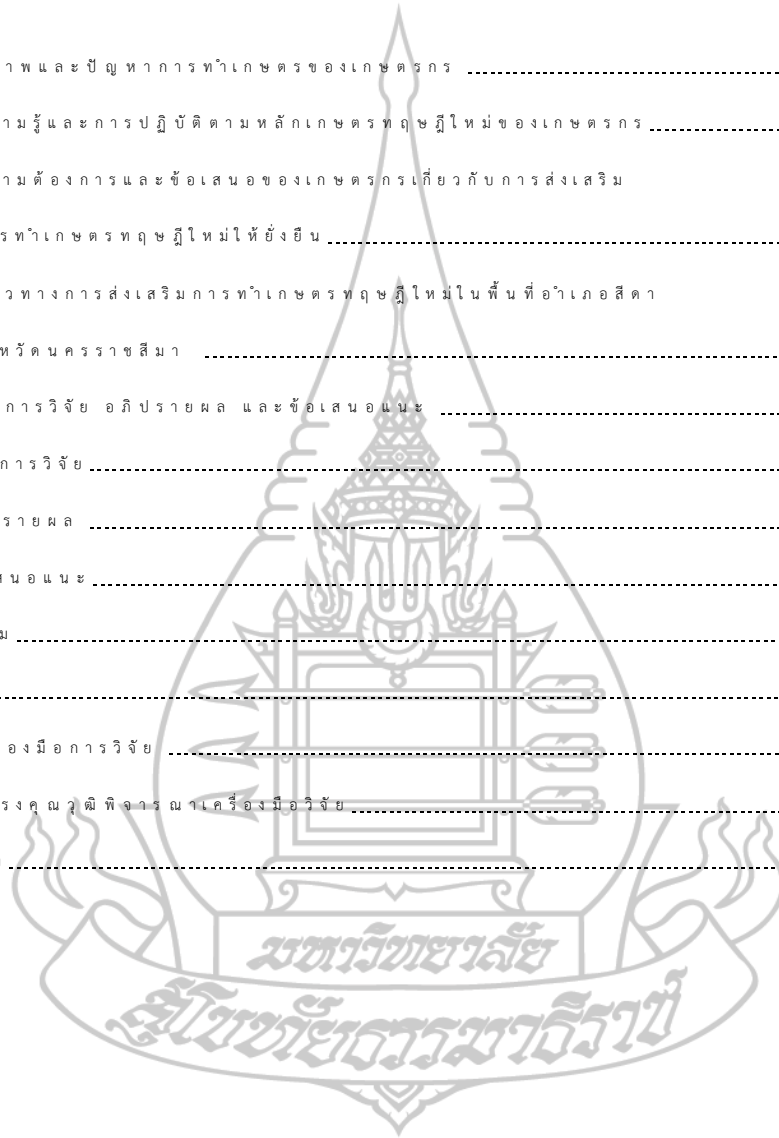 าพและปัญหาการทำเกษตรของเกษตรกร
ามรู้และการปฏิบัติตามหลักเกษตรทฤษฎีใหม่ของเกษตรกร
ามต้องการและข้อเสนอของเกษตรกรเกี่ยวกับการส่งเสริม
รทำเกษตรทฤษฎีใหม่ให้ยั่งยืน
วทางการส่งเสริมการทำเกษตรทฤษฎีใหม่ในพื้นที่อำเภอสีดา
หวัดนครราชสีมา
การวิจัย อภิปรายผล และข้อเสนอแนะ
การวิจัย
รายผล
สนอแนะ
ม
องมือการวิจัย
รงคุณวุฒิพิจารณาเครื่องมือวิจัย
มหาวิทยาลัย
สุโขทัยธรรมาธิราช